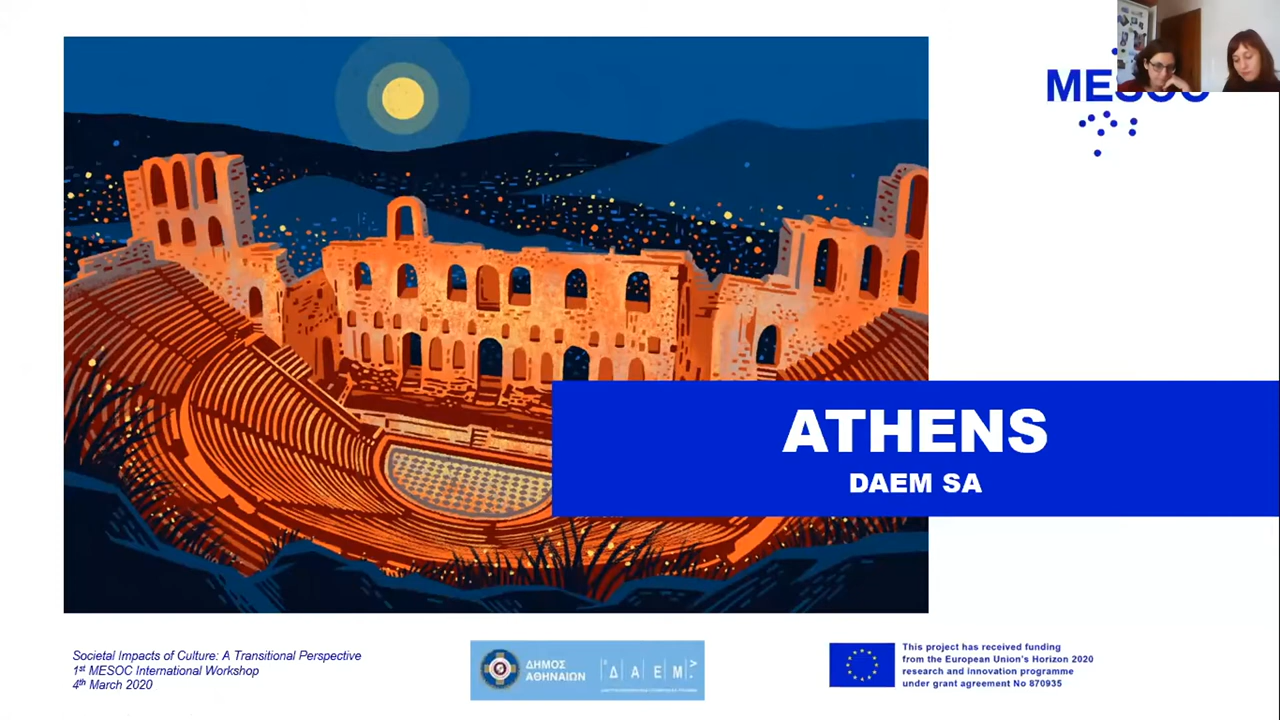 MESOC
ATHENS
DAEM SA
Societal Impacts of Culture: A Transitional Perspective
1st MESOC International Workshop
4th March 2020
ΔΗΜΟΣ
ΑΘΗΝΑΙΩΝ
ΔΑΕΜ
This project has received funding
from the European Union's Horizon 2020
research and innovation programme
under grant agreement No 870935